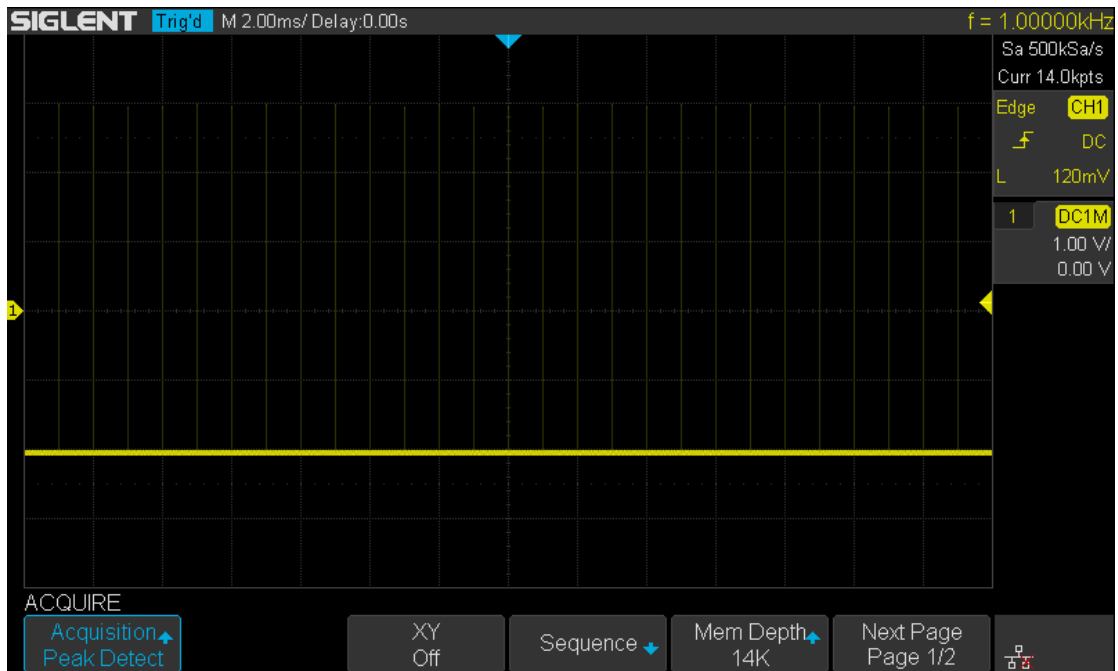 SIGLENT Trig'd M 2.00ms/ Delay:0.00s f = 1.00000kHz
Sa 500kSa/s
Curr 14.0kpts
Edge CH1
DC
L 120mV
1 DC1M
1.00 V/
0.00 V
1
ACQUIRE
Acquisition
Peak Detect
XY
Off
Sequence
Mem Depth
14K
Next Page
Page 1/2